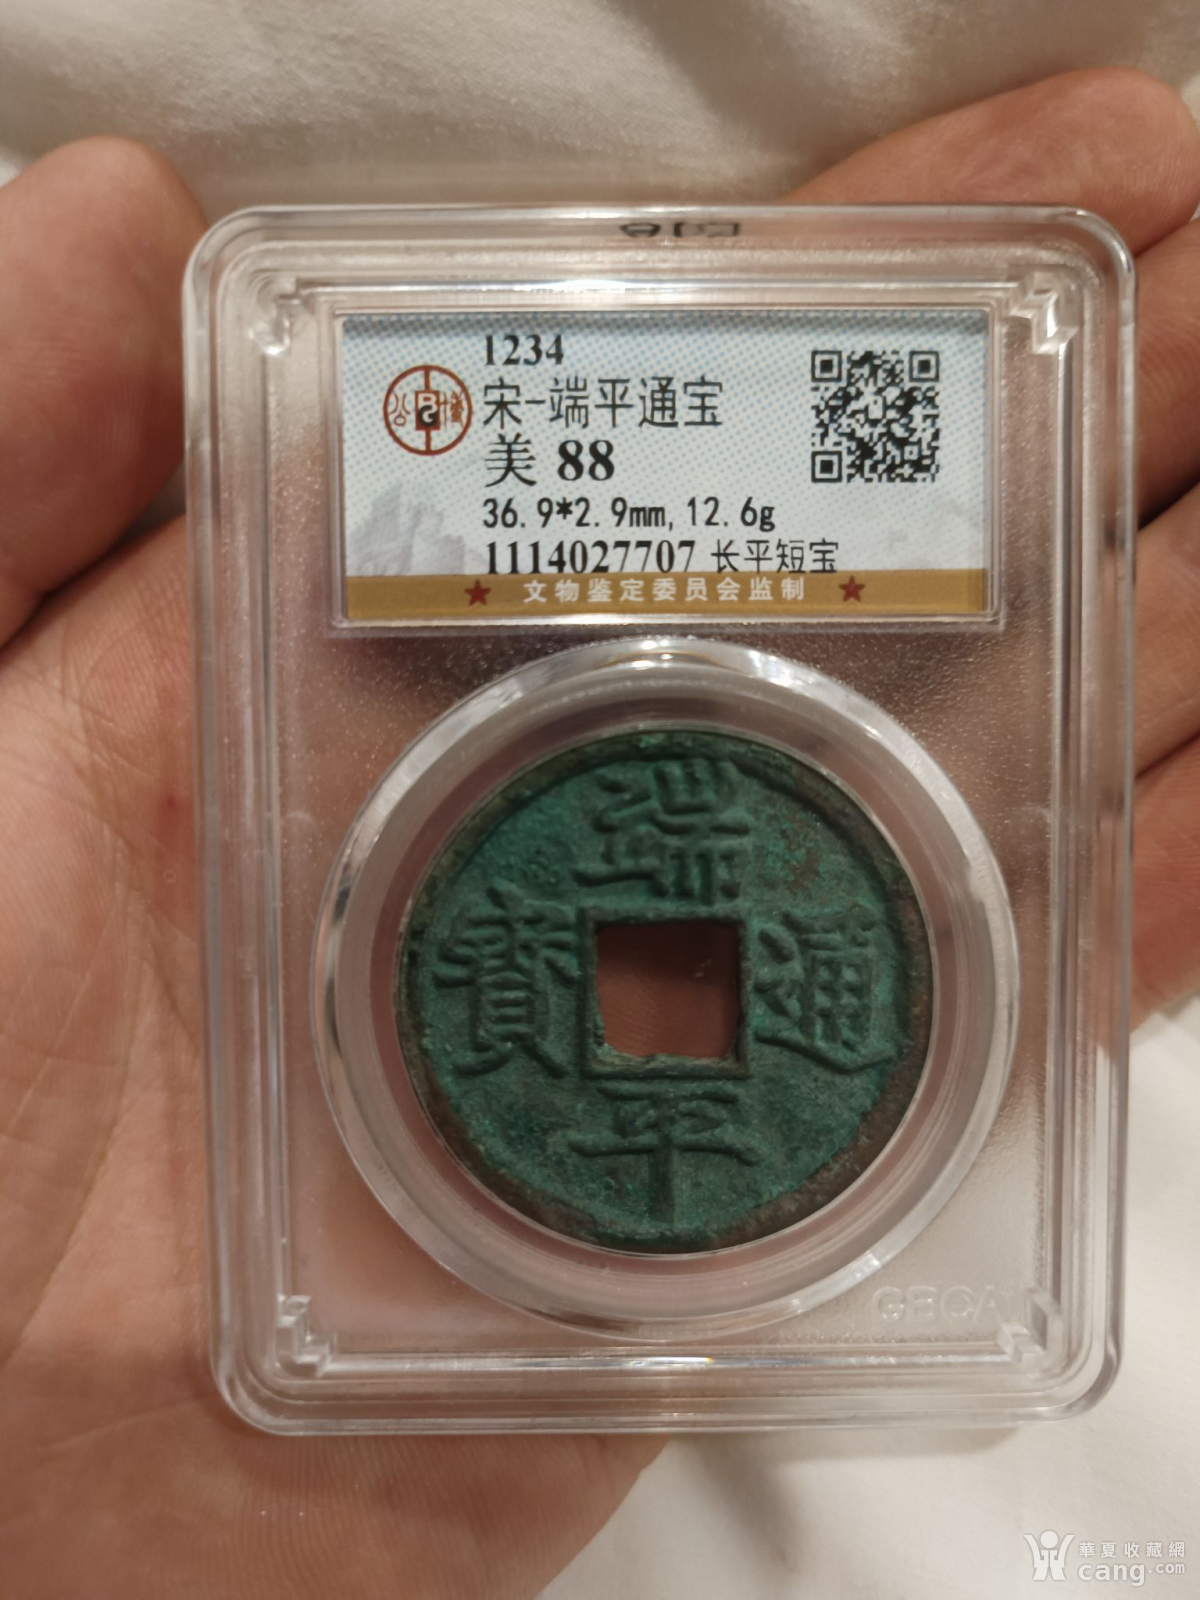 1234
宋-端平通宝
美 88
36.9*2.9mm,12.6g
1114027707 长平短宝
公 博
文物鉴定委员会监制
端
寶 通
平
GBCA
華夏收藏網
cang.com